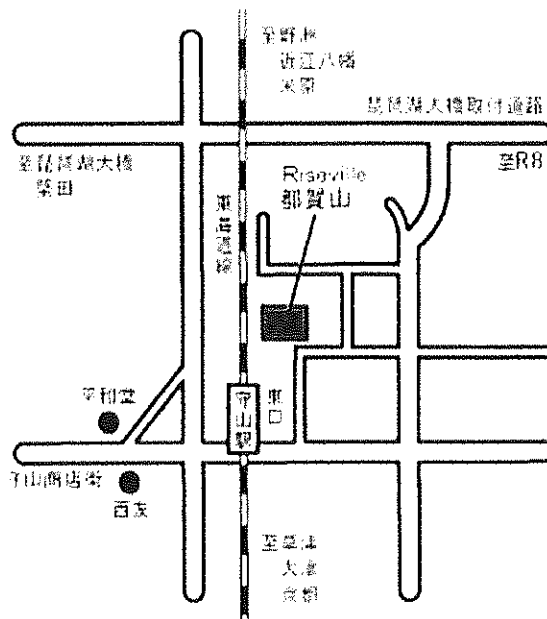 至野洲
近江八幡
米原
琵琶湖大橋取付道路
至琵琶湖大橋
堅田
至R8
Riseville
都賀山
東海道線
平和堂
守山駅
東口
守山商店街
西友
至草津
大津
京都